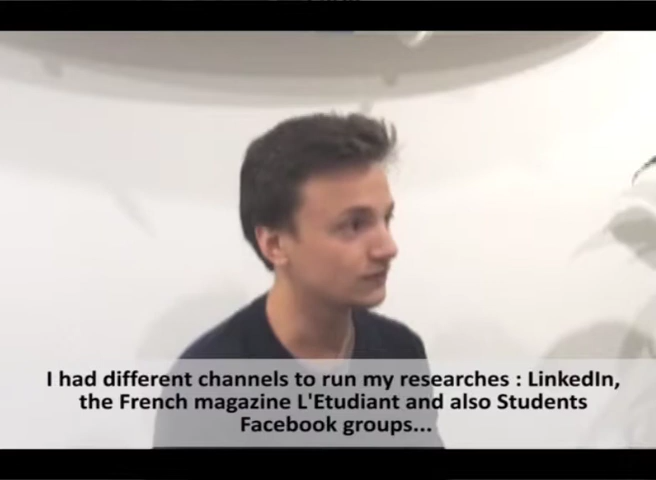 I had different channels to run my researches : LinkedIn,
the French magazine L'Etudiant and also Students
Facebook groups...